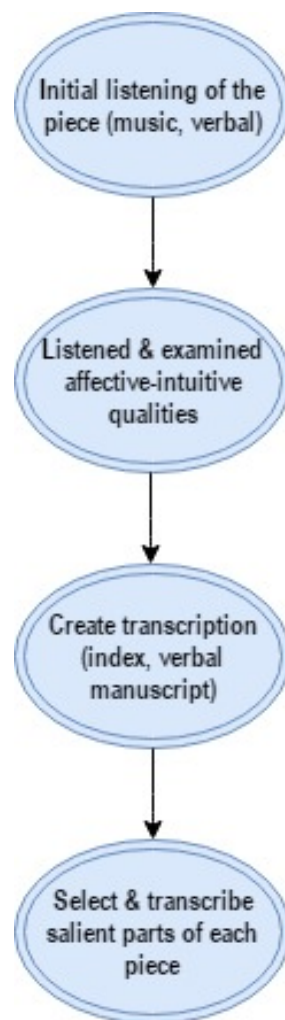 Initial listening of the
piece (music, verbal)
Listened & examined
affective-intuitive
qualities
Create transcription
(index, verbal
manuscript)
Select & transcribe
salient parts of each
piece